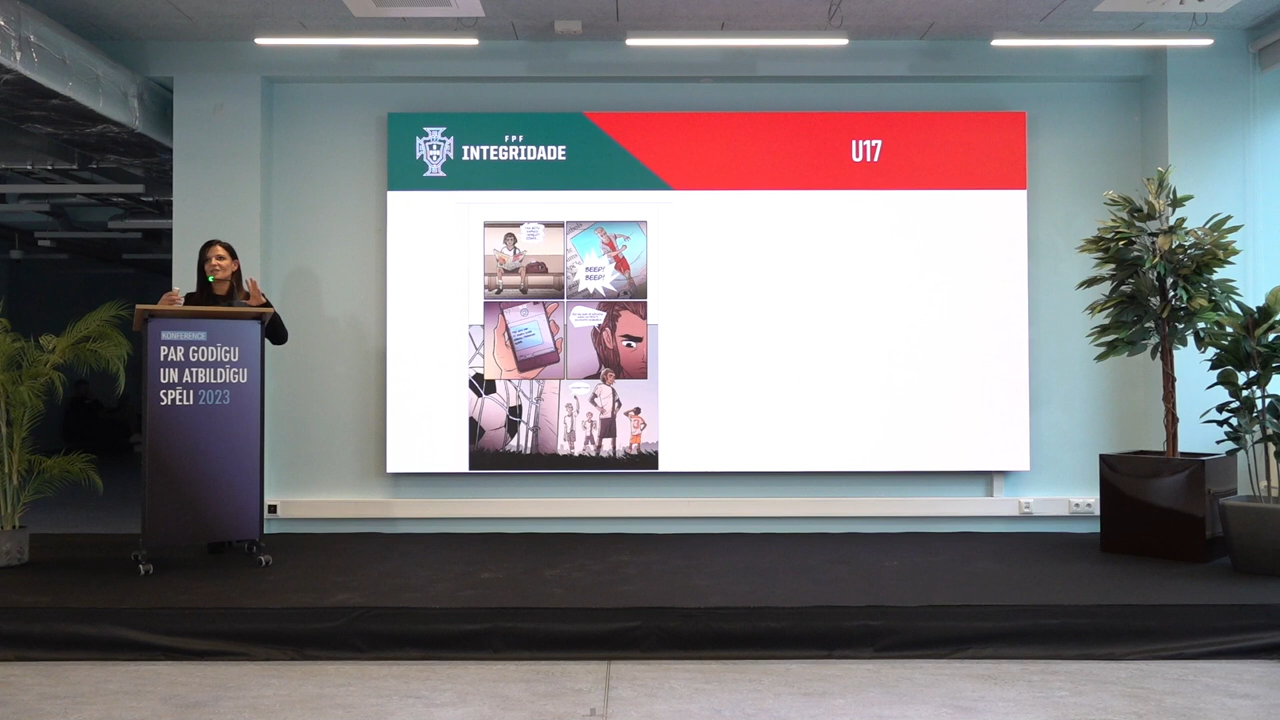 FPF
INTEGRIDADE
U17
BEEP!
BEEP!
KONFERENCE
PAR GODĪGU
UN ATBILDĪGU
SPĒLI 2023